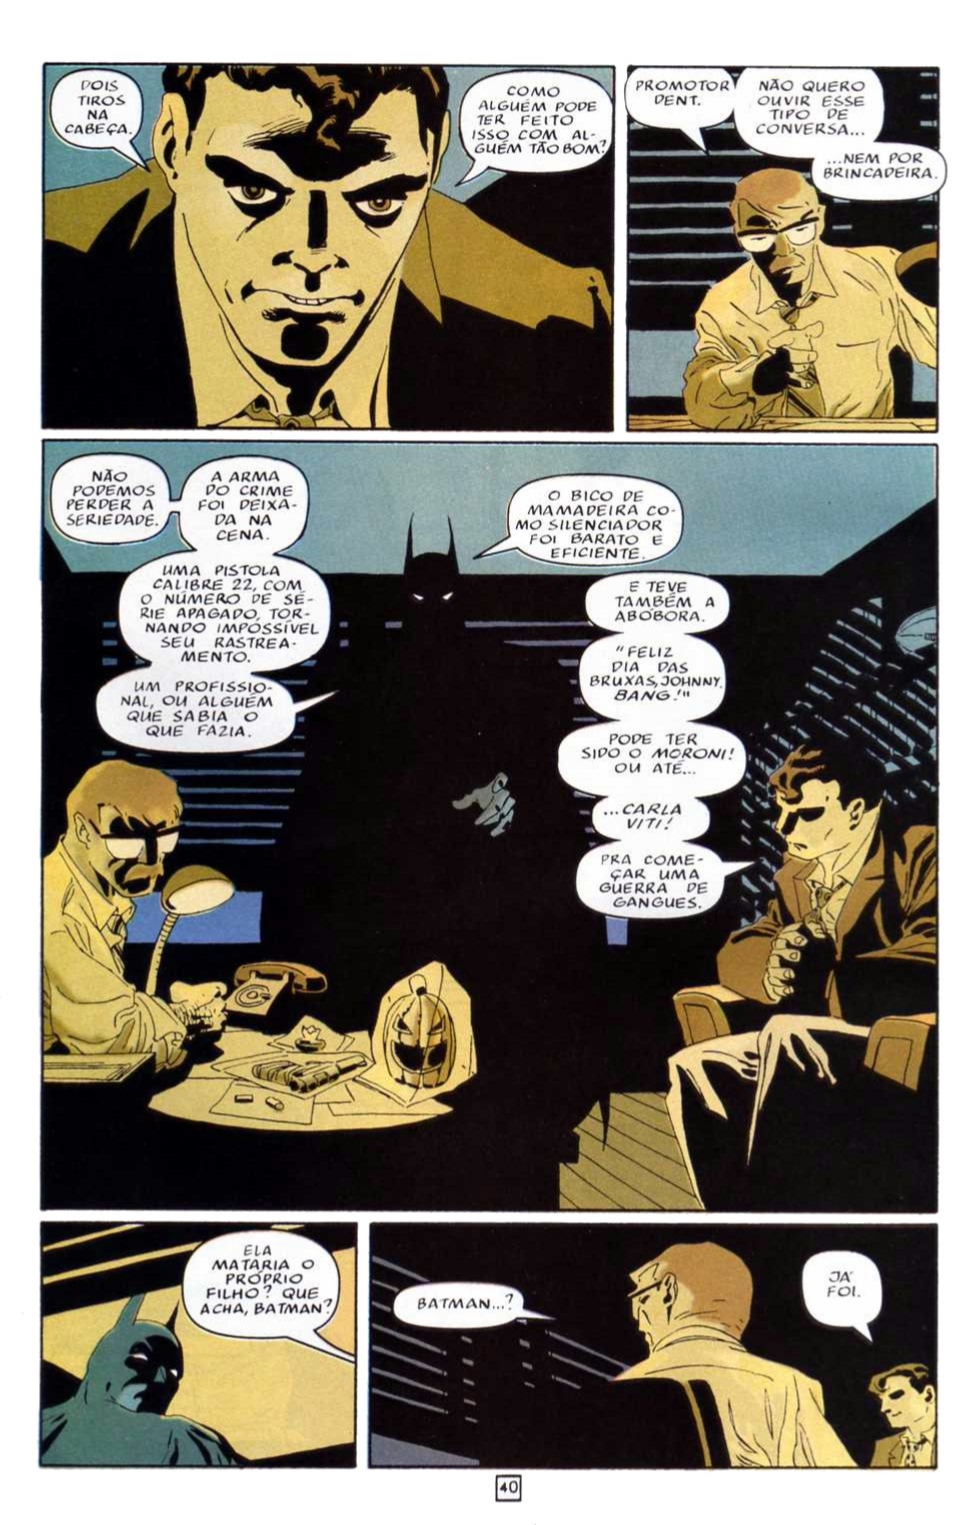 DOIS
TIROS
NA
CABEÇA.
COMO
ALGUÉM PODE
TER FEITO
ISSO COM AL-
GUÉM TÃO BOM?
PROMOTOR
DENT.
NÃO QUERO
OUVIR ESSE
TIPO DE
CONVERSA...
...NEM POR
BRINCADEIRA.
NÃO
PODEMOS
PERDER A
SERIEDADE.
A ARMA
DO CRIME
FOI DEIXA-
DA NA
CENA.
UMA PISTOLA
CALIBRE 22, COM
O NÚMERO DE SÉ-
RIE APAGADO, TOR-
NANDO IMPOSSÍVEL
SEU RASTREA-
MENTO.
UM PROFISSIO-
NAL, OU ALGUÉM
QUE SABIA O
QUE FAZIA.
O BICO DE
MAMADEIRA CO-
MO SILENCIADOR
FOI BARATO E
EFICIENTE.
E TEVE
TAMBÉM A
ABÓBORA.
"FELIZ
DIA DAS
BRUXAS, JOHNNY.
BANG!"
PODE TER
SIDO O MORONI!
OU ATÉ...
...CARLA
VITI!
PRA COME-
ÇAR UMA
GUERRA DE
GANGUES.
ELA
MATARIA O
PRÓPRIO
FILHO? QUE
ACHA, BATMAN?
BATMAN...?
JÁ
FOI.
40